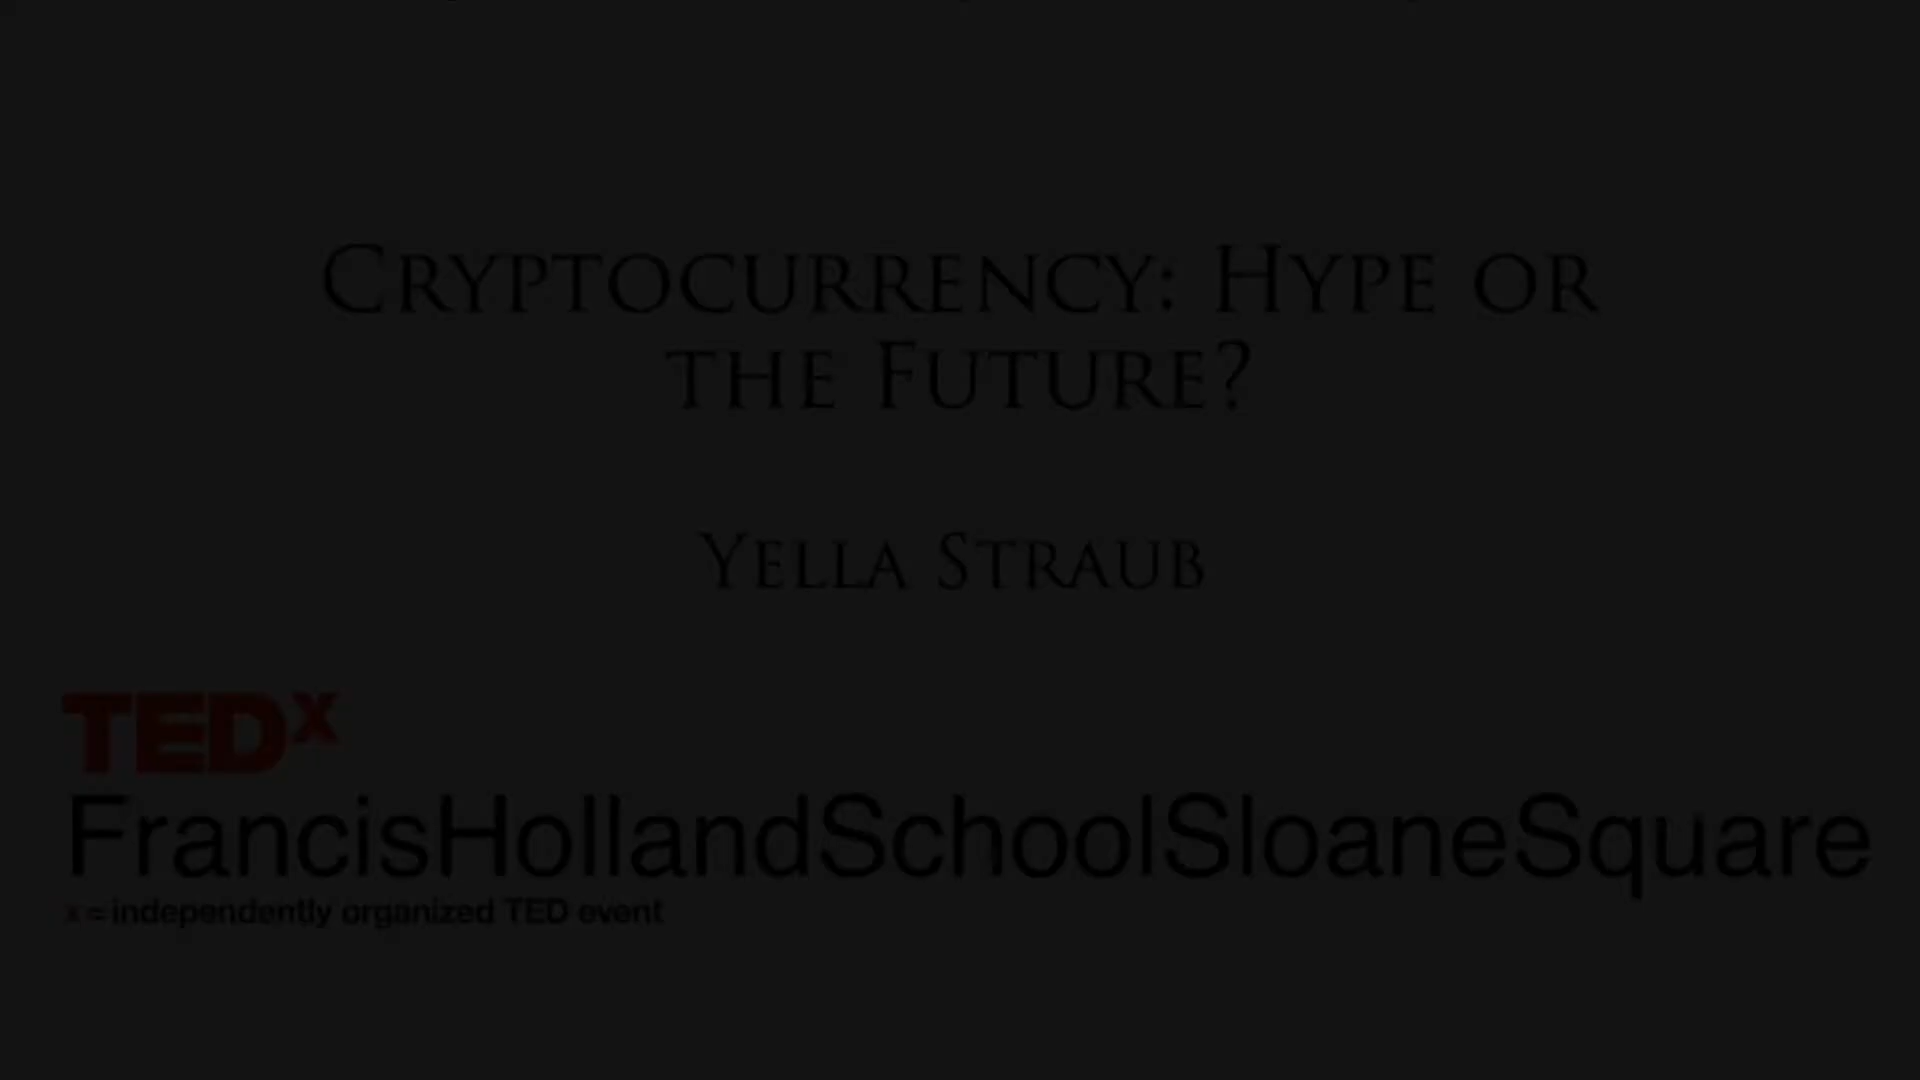 Cryptocurrency: Hype or
the Future?
Yella Straub
TEDx
FrancisHollandSchoolSloaneSquare
x = independently organized TED event